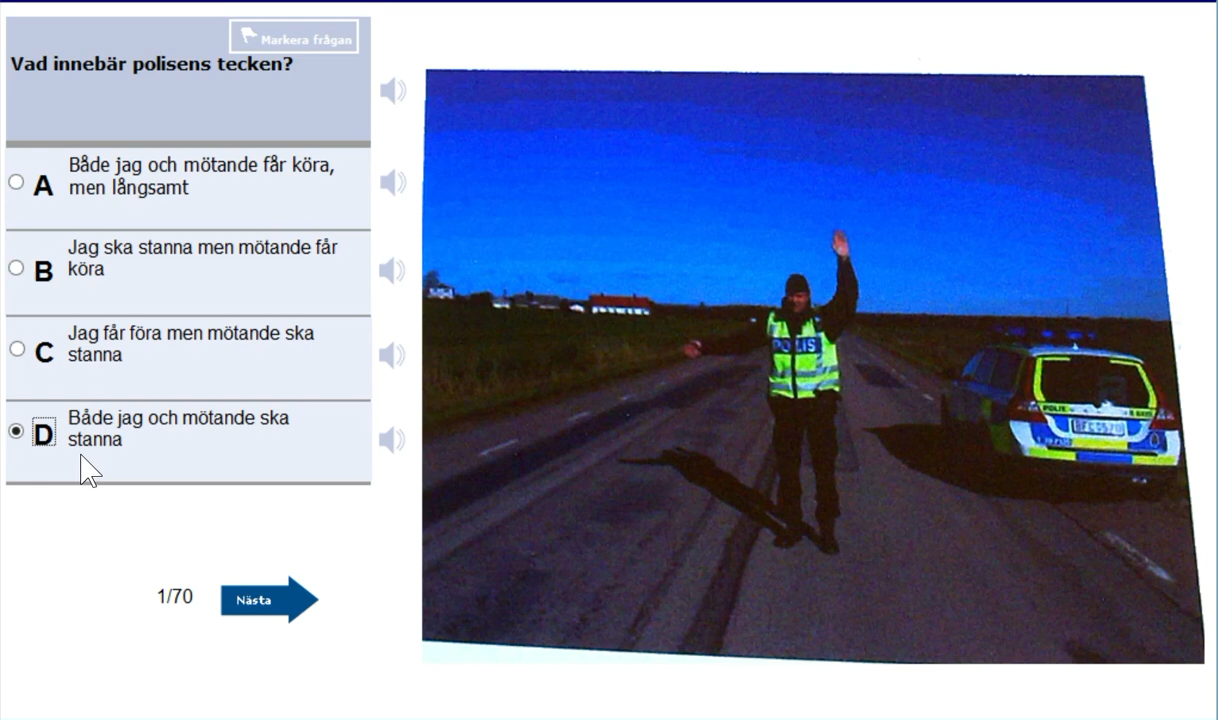 Markera frågan
Vad innebär polisens tecken?
A
Både jag och mötande får köra,
men långsamt
B
Jag ska stanna men mötande får
köra
C
Jag får föra men mötande ska
stanna
D
Både jag och mötande ska
stanna
1/70
Nästa
POLIS
POLIS